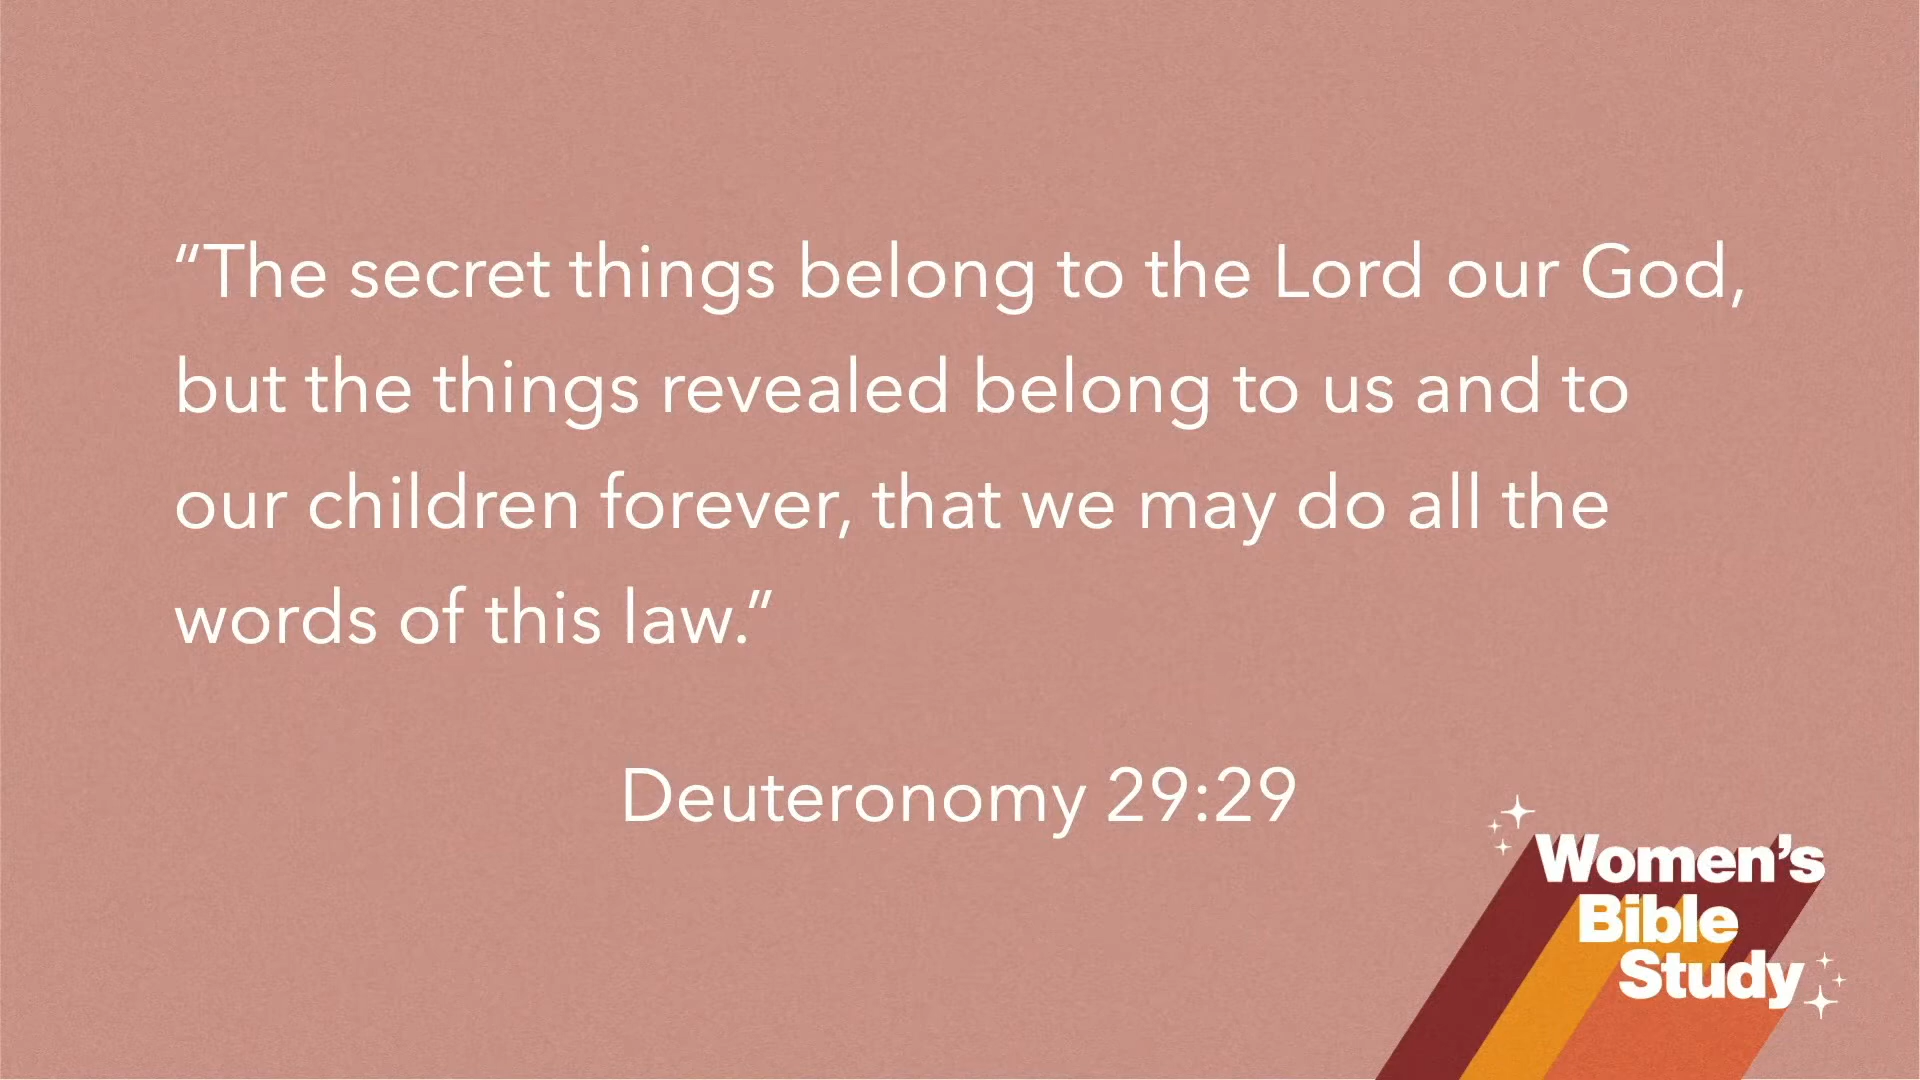 “The secret things belong to the Lord our God,
but the things revealed belong to us and to
our children forever, that we may do all the
words of this law.”
Deuteronomy 29:29
Women’s
Bible
Study